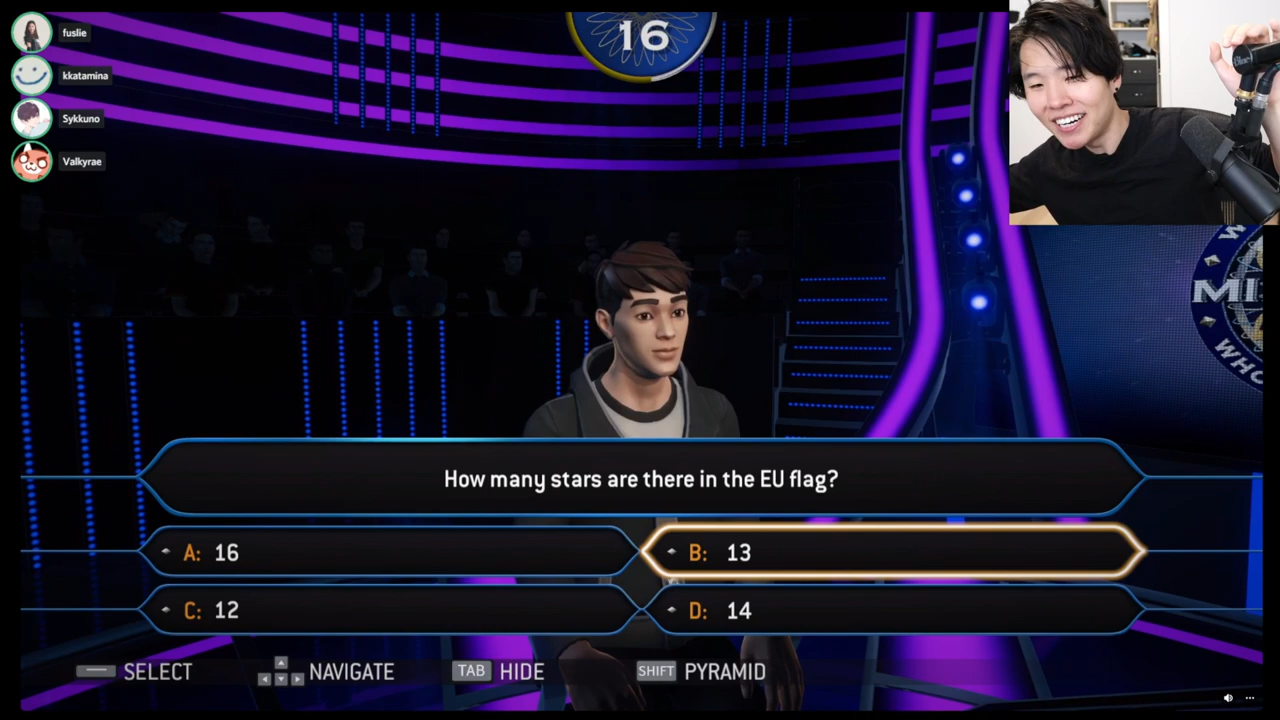 fuslie
kkatamina
Sykkuno
Valkyrae
16
How many stars are there in the EU flag?
A: 16
B: 13
C: 12
D: 14
SELECT
NAVIGATE
TAB HIDE
SHIFT PYRAMID